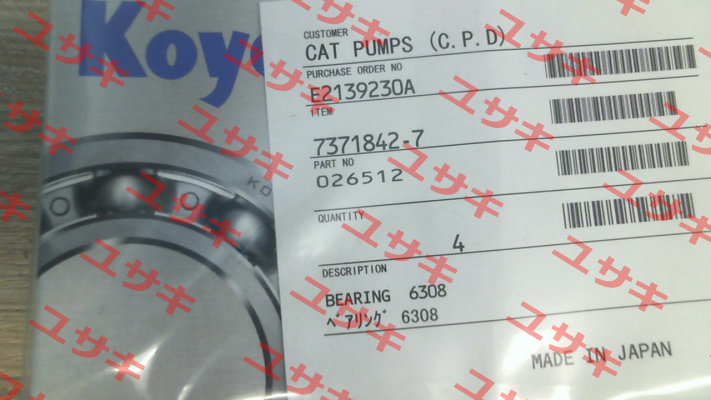 Koyo
KO
CUSTOMER
CAT PUMPS (C.P.D)
PURCHASE ORDER NO
E2139230A
ITEM
7371842-7
PART NO
026512
QUANTITY
4
DESCRIPTION
BEARING 6308
ベアリング 6308
MADE IN JAPAN
ユサキ